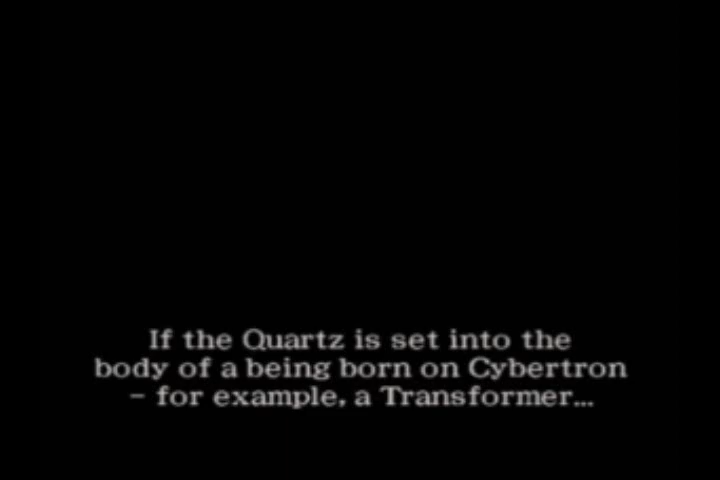 If the Quartz is set into the
body of a being born on Cybertron
- for example, a Transformer...